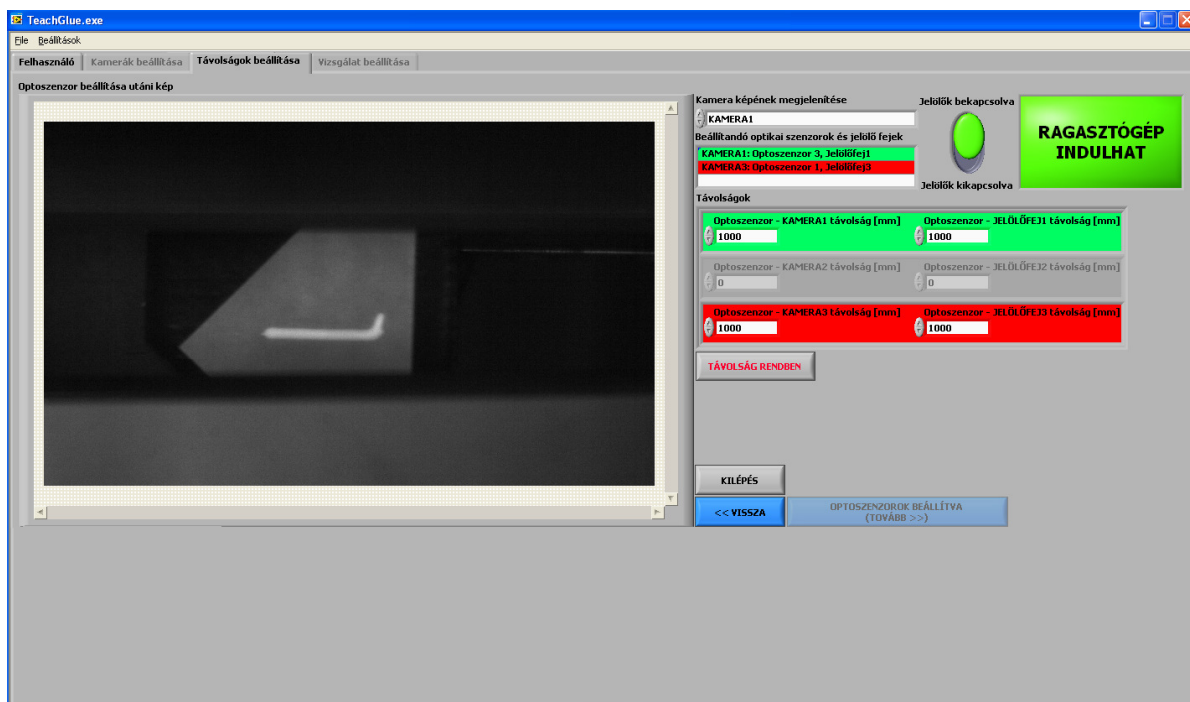 TeachGlue.exe
File Beállítások
Felhasználó Kamerák beállítása Távolságok beállítása Vizsgálat beállítása
Optoszenzor beállítása utáni kép
Kamera képének megjelenítése
KAMERA1
Beállítandó optikai szenzorok és jelölő fejek
KAMERA1: Optoszenzor 3, Jelölőfej1
KAMERA3: Optoszenzor 1, Jelölőfej3
Jelölők bekapcsolva
Jelölők kikapcsolva
RAGASZTÓGÉP
INDULHAT
Távolságok
Optoszenzor - KAMERA1 távolság [mm] Optoszenzor - JELÖLŐFEJ1 távolság [mm]
1000 1000
Optoszenzor - KAMERA2 távolság [mm] Optoszenzor - JELÖLŐFEJ2 távolság [mm]
0 0
Optoszenzor - KAMERA3 távolság [mm] Optoszenzor - JELÖLŐFEJ3 távolság [mm]
1000 1000
TÁVOLSÁG RENDBEN
KILÉPÉS
<< VISSZA
OPTOSZENZOROK BEÁLLÍTVA
(TOVÁBB >>)